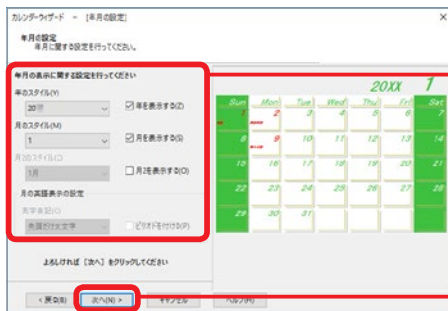 カレンダーウィザード － [年月の設定]
年月の設定
年月に関する設定を行ってください。
年月の表示に関する設定を行ってください
年のスタイル(Y)
☑年を表示する(Z)
月のスタイル(M)
1
☑月を表示する(S)
月2のスタイル(C)
1月
☐月2を表示する(O)
月の英語表示の設定
英字表記(C)
先頭だけ大文字
ピリオドを付ける(P)
よろしければ [次へ] をクリックしてください
< 戻る(B)
次へ(N) >
キャンセル
ヘルプ(H)
20XX 1
Sun Mon Tue Wed Thu Fri Sat
1 2 3 4 5 6 7
8 9 10 11 12 13 14
15 16 17 18 19 20 21
22 23 24 25 26 27 28
29 30 31